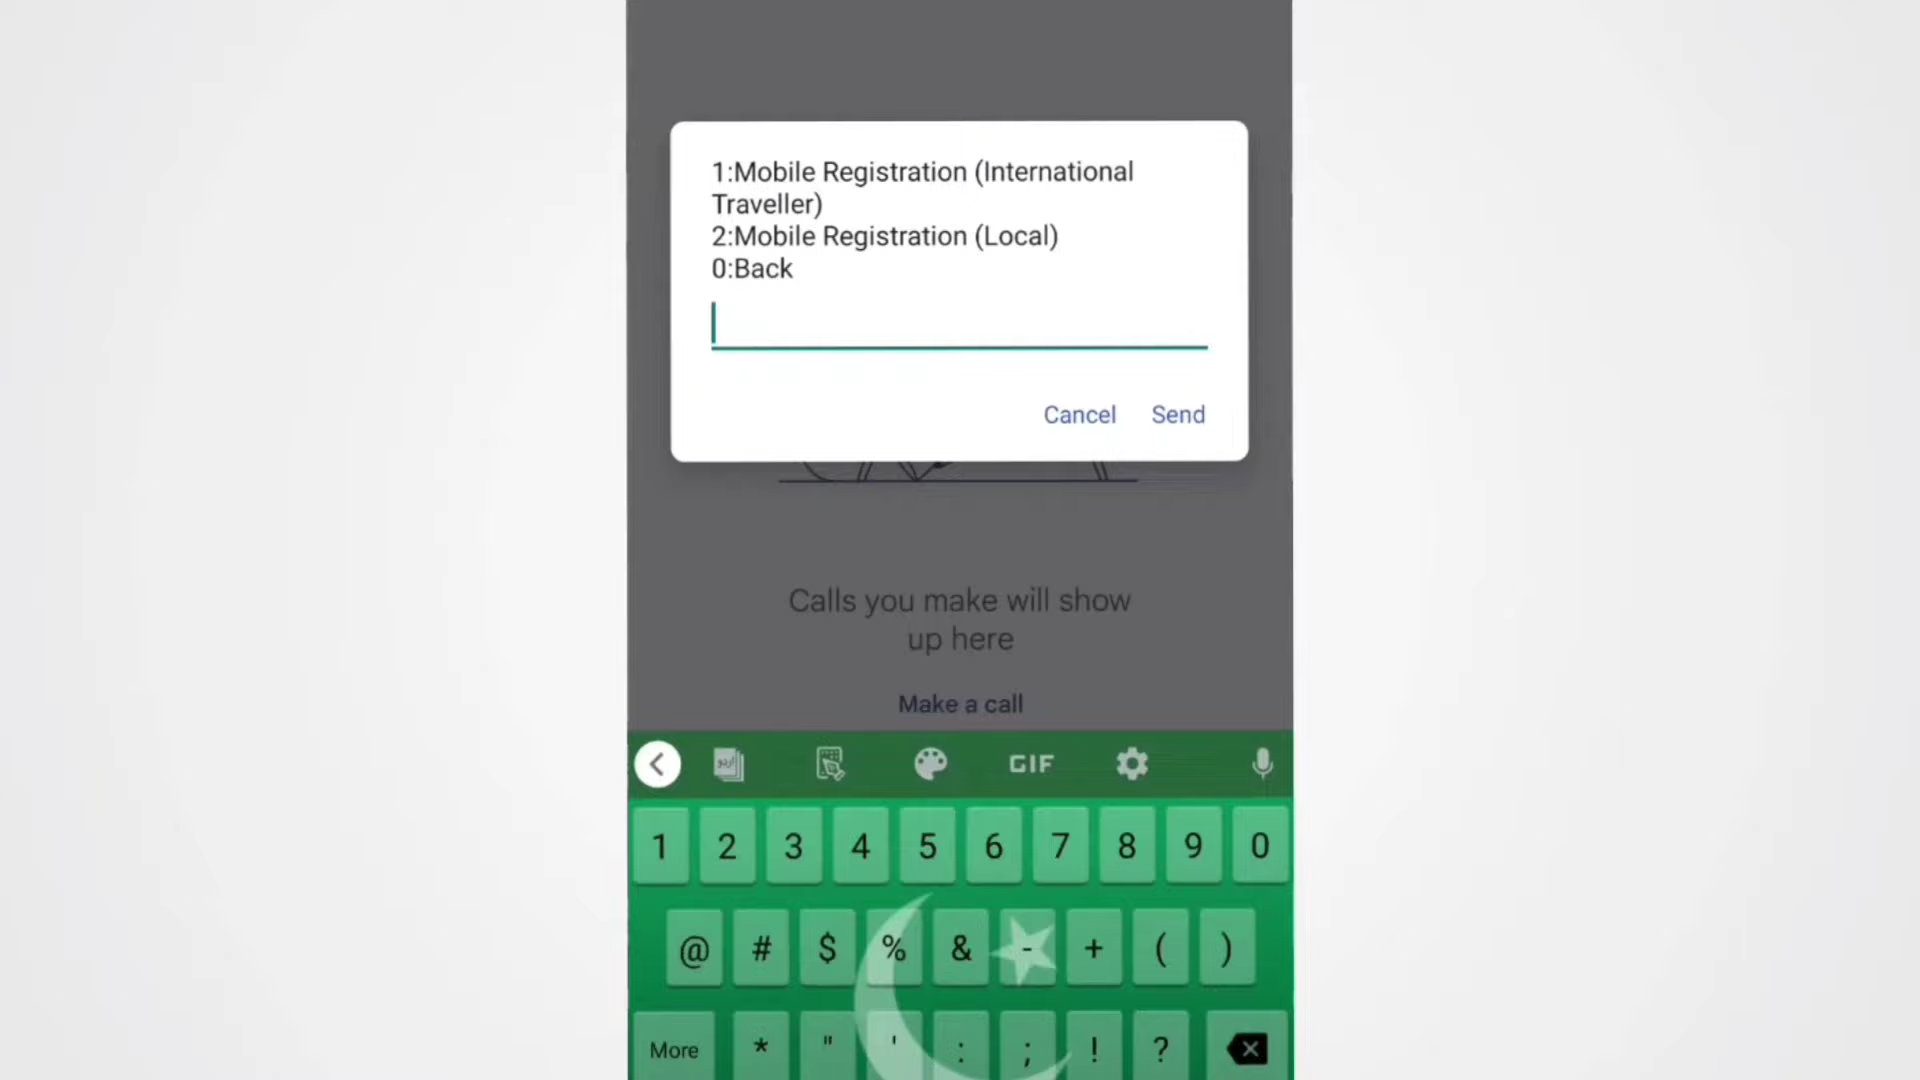 1:Mobile Registration (International
Traveller)
2:Mobile Registration (Local)
0:Back
Cancel Send
Calls you make will show
up here
Make a call
اردو GIF
1 2 3 4 5 6 7 8 9 0
@ # $ % & - + ( )
More * " ' : ; ! ?